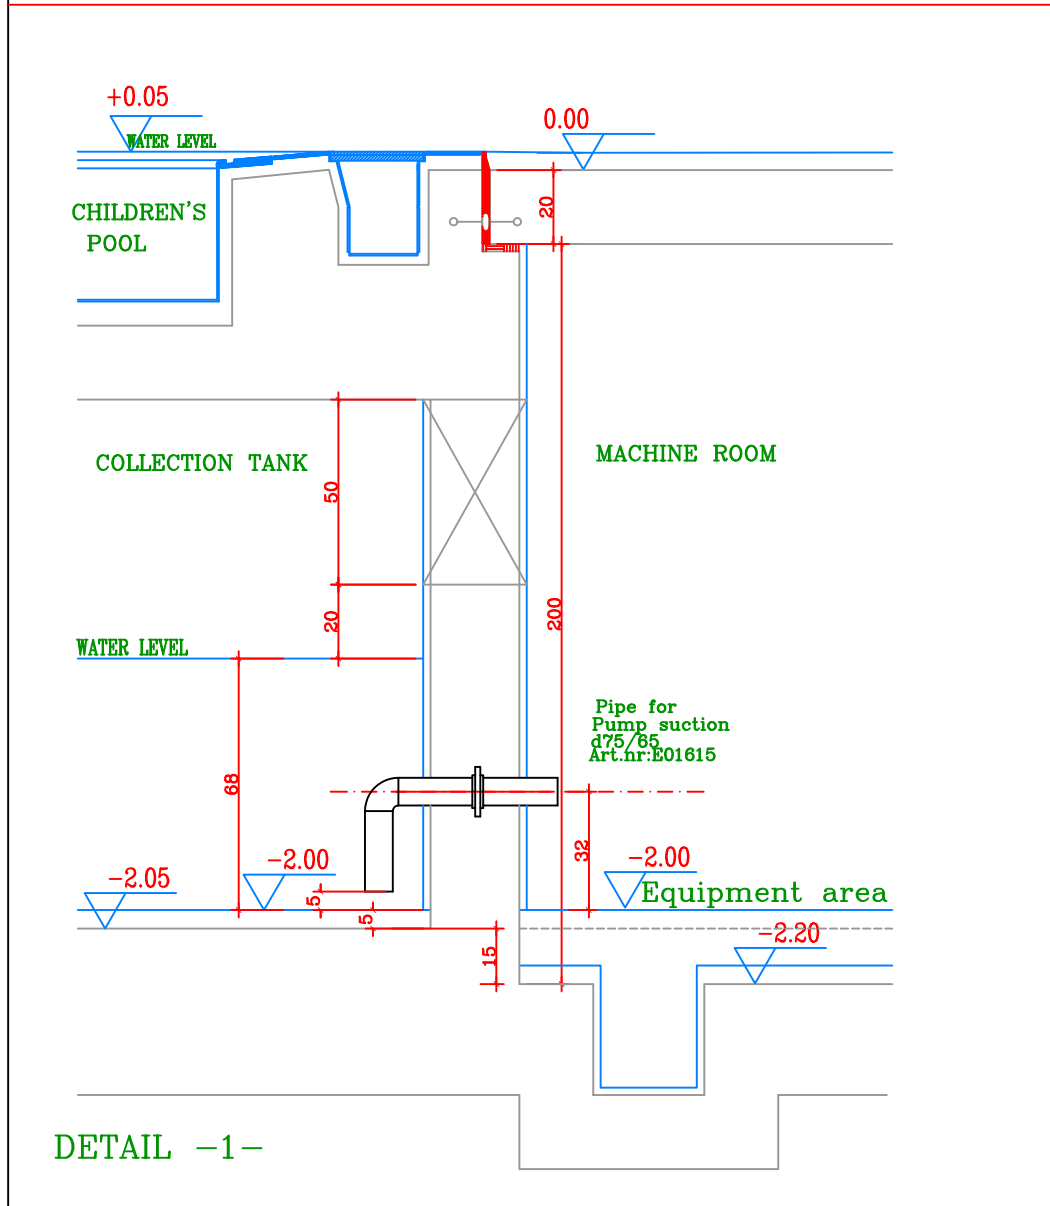 +0.05
0.00
WATER LEVEL
20
CHILDREN'S
POOL
MACHINE ROOM
COLLECTION TANK
50
200
20
WATER LEVEL
Pipe for
Pump suction
d75/65
Art.nr:E01615
68
32
-2.00
-2.00
-2.05
Equipment area
5
5
-2.20
15
DETAIL -1-